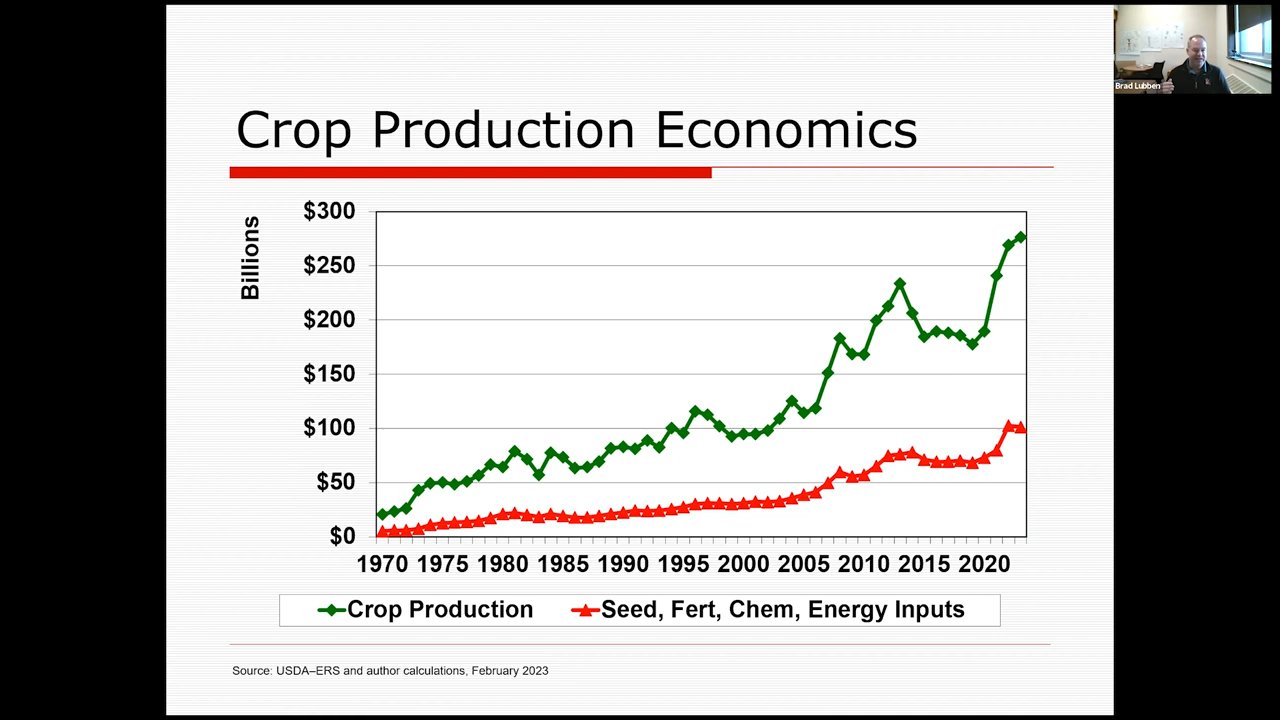 Brad Lubben
Crop Production Economics
Billions
$300
$250
$200
$150
$100
$50
$0
1970 1975 1980 1985 1990 1995 2000 2005 2010 2015 2020
Crop Production Seed, Fert, Chem, Energy Inputs
Source: USDA–ERS and author calculations, February 2023